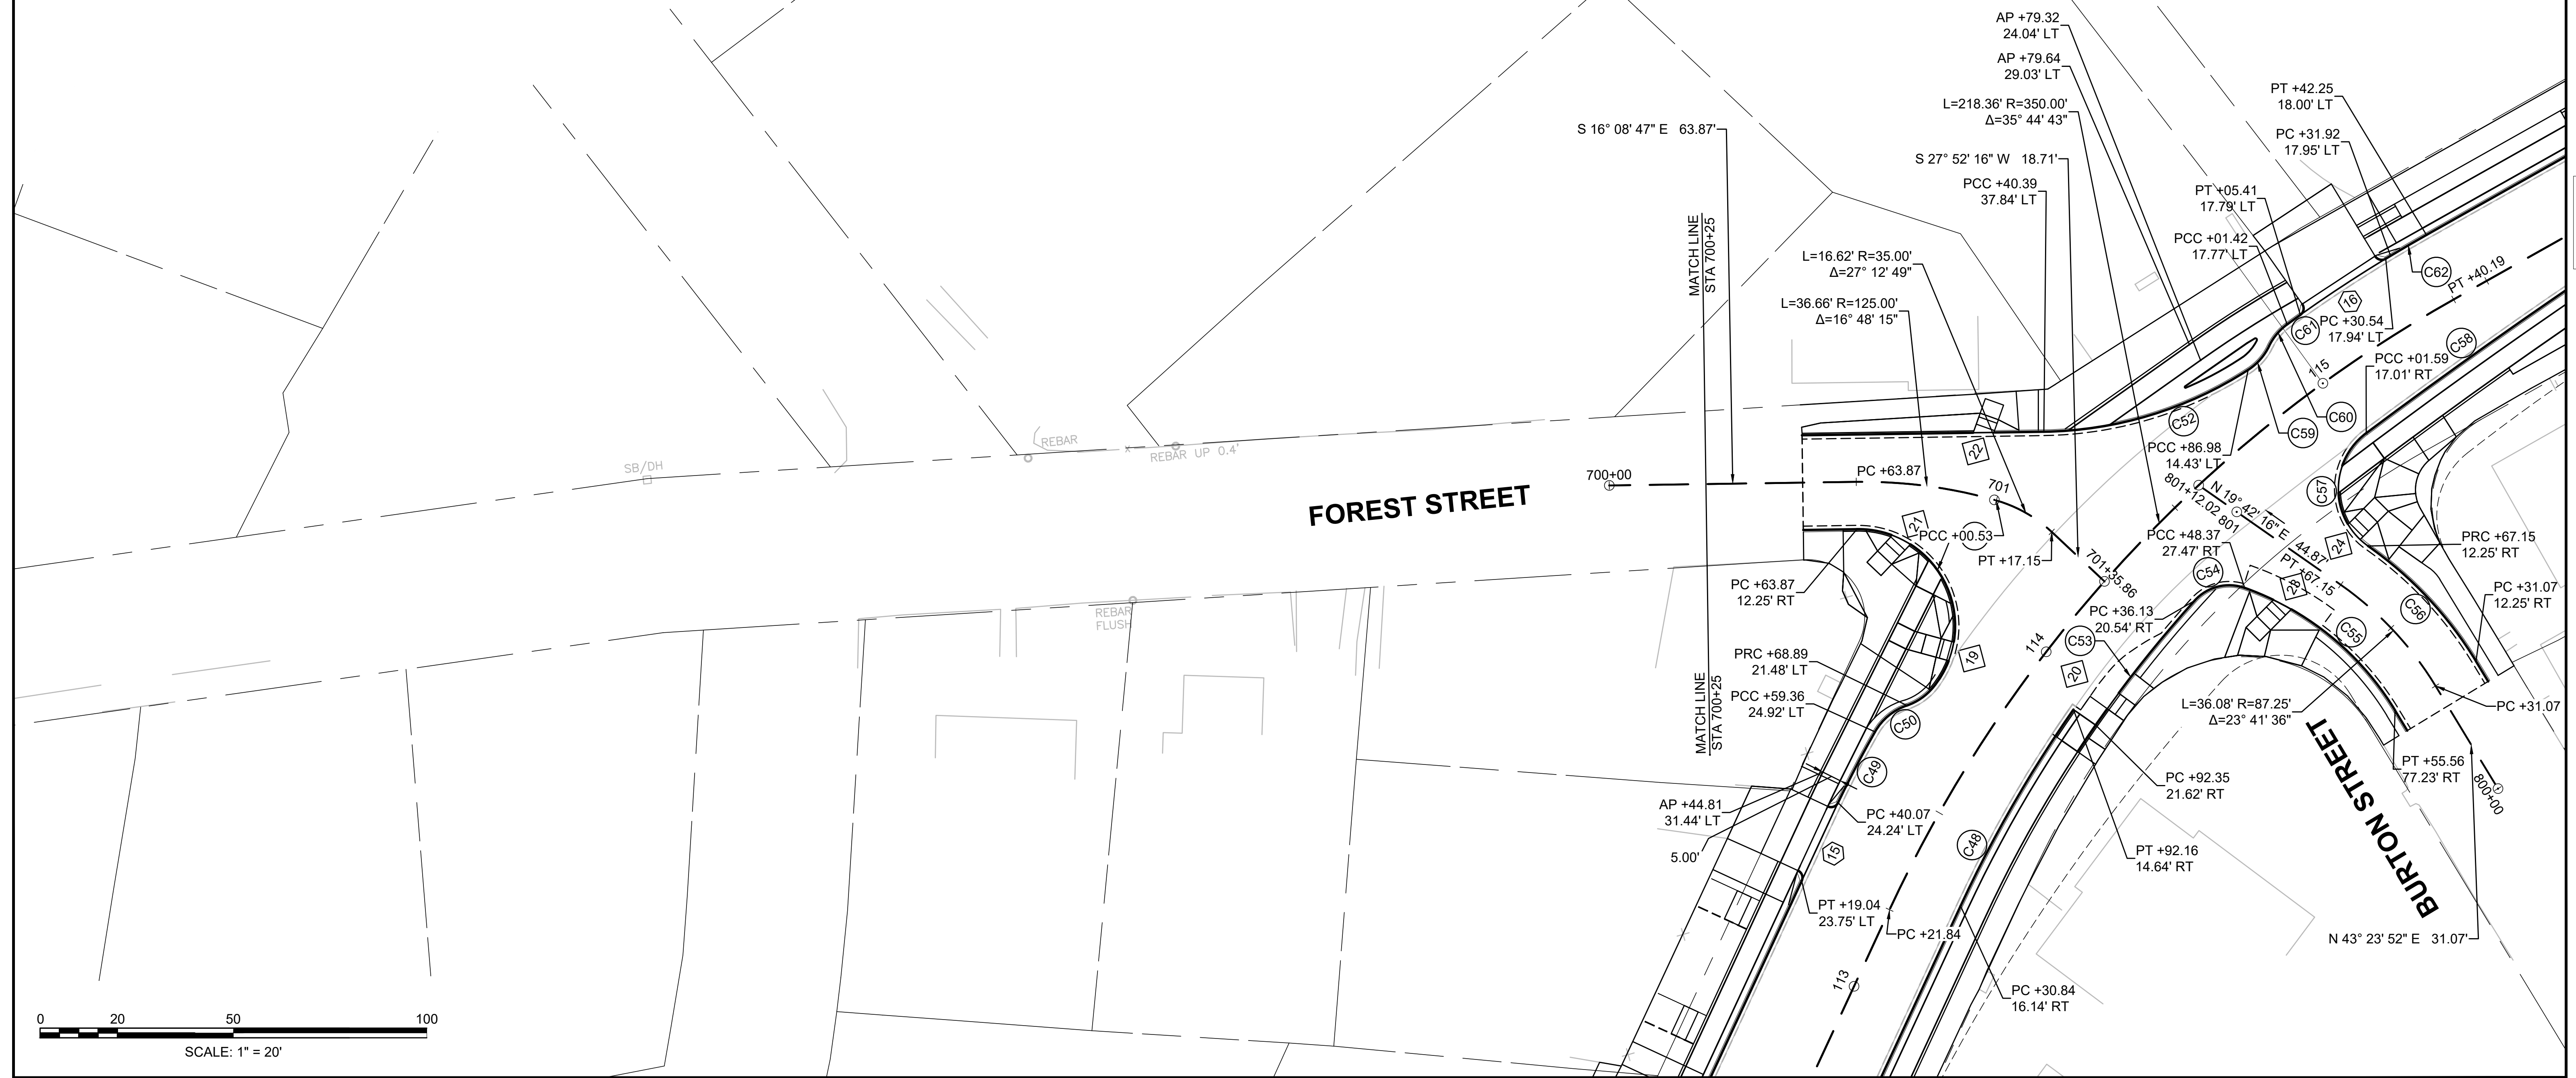 AP +79.32
24.04' LT
AP +79.64
29.03' LT
L=218.36' R=350.00'
Δ=35° 44' 43"
S 16° 08' 47" E 63.87'
S 27° 52' 16" W 18.71'
PCC +40.39
37.84' LT
PT +42.25
18.00' LT
PC +31.92
17.95' LT
PT +05.41
17.79' LT
PCC +01.42
17.77' LT
MATCH LINE
STA 700+25
L=16.62' R=35.00'
Δ=27° 12' 49"
L=36.66' R=125.00'
Δ=16° 48' 15"
C62
PT +40.19
16
C61
PC +30.54
17.94' LT
C58
PCC +01.59
17.01' RT
115
C60
C52
C59
PCC +86.98
14.43' LT
REBAR
REBAR UP 0.4'
SB/DH
22
700+00
PC +63.87
701
FOREST STREET
C57
N 19° 42' 16" E 44.87'
801+12.02
801
21
PCC +00.53
PT +17.15
PCC +48.37
27.47' RT
24
PRC +67.15
12.25' RT
701+35.86
C54
PT +67.15
23
PC +63.87
12.25' RT
PC +31.07
12.25' RT
REBAR
FLUSH
PC +36.13
20.54' RT
C56
C55
114
C53
PRC +68.89
21.48' LT
19
20
PCC +59.36
24.92' LT
MATCH LINE
STA 700+25
C50
L=36.08' R=87.25'
Δ=23° 41' 36"
PC +31.07
C49
PT +55.56
77.23' RT
PC +92.35
21.62' RT
800+00
AP +44.81
31.44' LT
PC +40.07
24.24' LT
5.00'
15
C48
PT +92.16
14.64' RT
BURTON STREET
PT +19.04
23.75' LT
PC +21.84
N 43° 23' 52" E 31.07'
113
PC +30.84
16.14' RT
0 20 50 100
SCALE: 1" = 20'